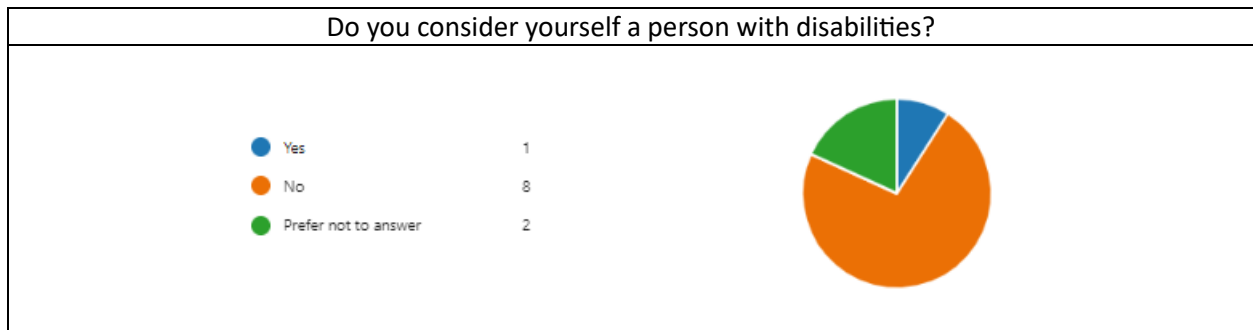 Do you consider yourself a person with disabilities?
Yes 1
No 8
Prefer not to answer 2